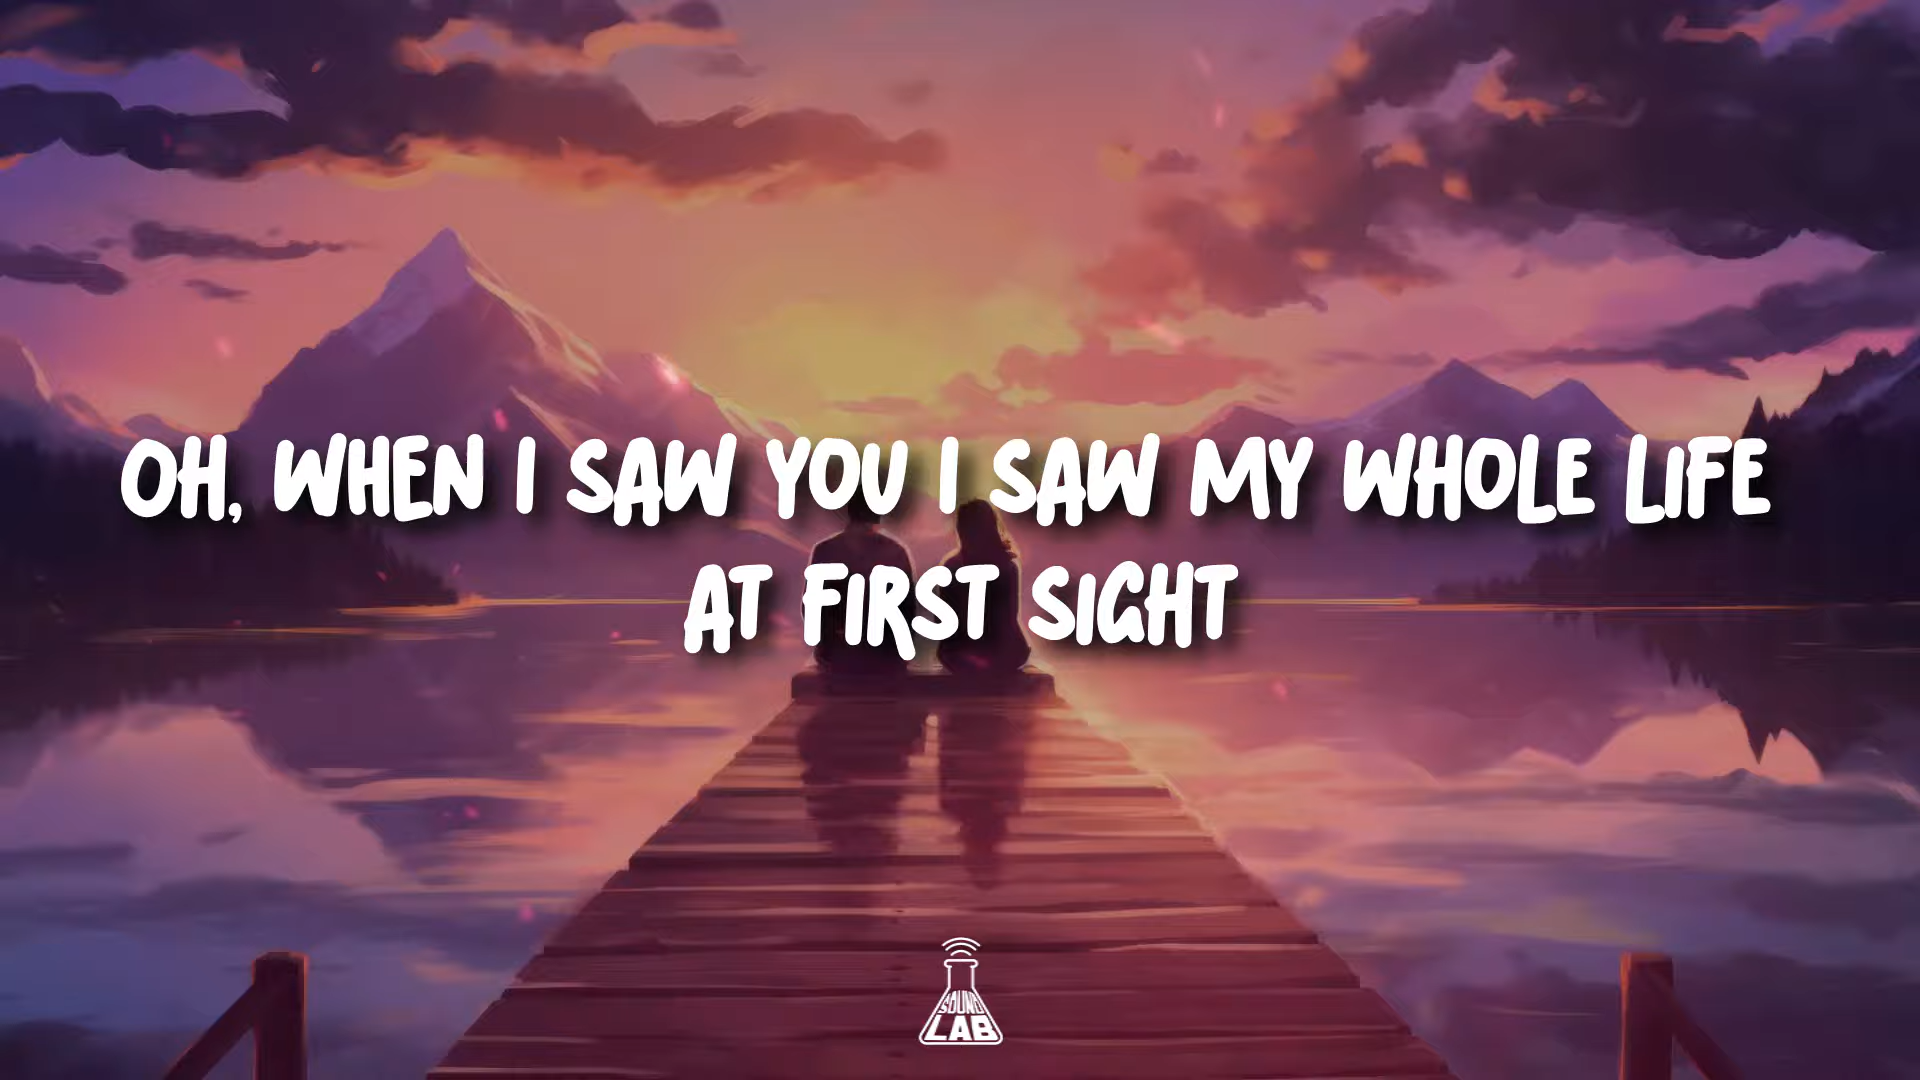 OH, WHEN I SAW YOU I SAW MY WHOLE LIFE
AT FIRST SIGHT
SOUND
LAB